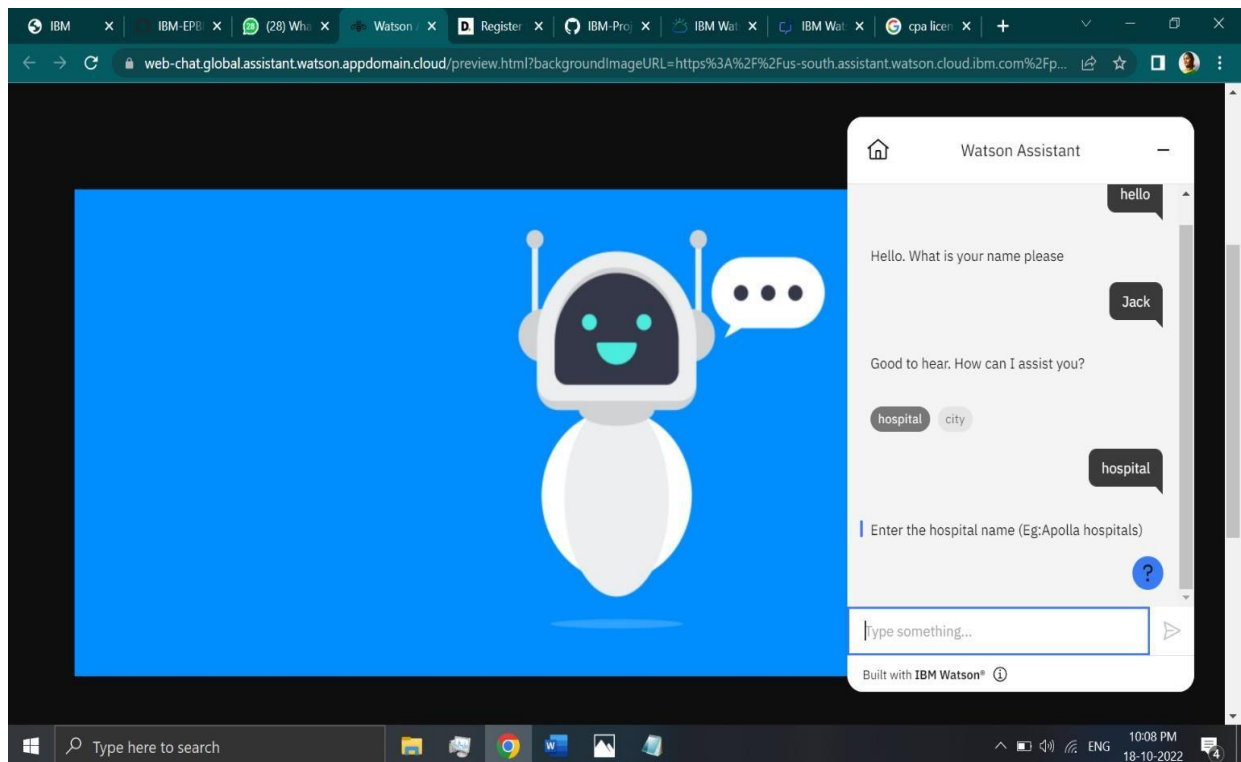 IBM
IBM-EPB
(28) Wha
Watson A
Register
IBM-Proj
IBM Wat
IBM Wat
cpa licen
web-chat.global.assistant.watson.appdomain.cloud/preview.html?backgroundImageURL=https%3A%2F%2Fus-south.assistant.watson.cloud.ibm.com%2Fp...
Watson Assistant
hello
Hello. What is your name please
Jack
Good to hear. How can I assist you?
hospital city
hospital
Enter the hospital name (Eg:Apolla hospitals)
?
Type something...
Built with IBM Watson®
Type here to search
ENG
10:08 PM
18-10-2022
4